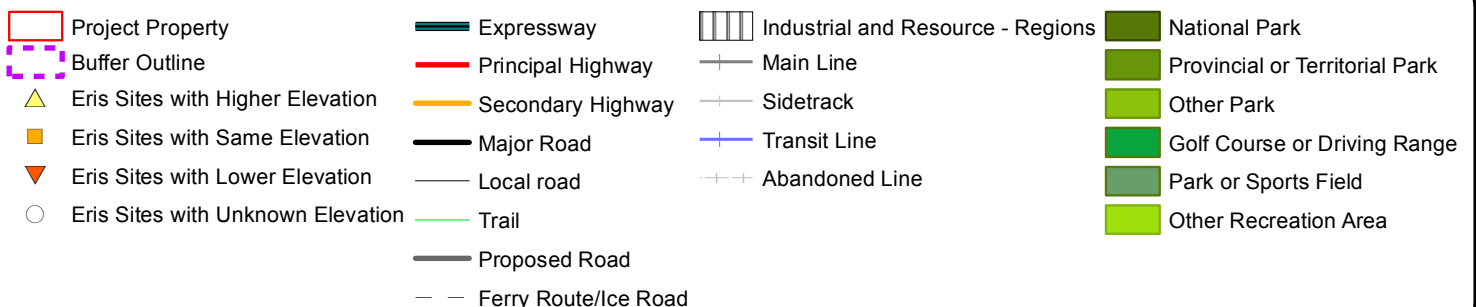 Project Property
Buffer Outline
Eris Sites with Higher Elevation
Eris Sites with Same Elevation
Eris Sites with Lower Elevation
Eris Sites with Unknown Elevation
Expressway
Principal Highway
Secondary Highway
Major Road
Local road
Trail
Proposed Road
Ferry Route/Ice Road
Industrial and Resource - Regions
Main Line
Sidetrack
Transit Line
Abandoned Line
National Park
Provincial or Territorial Park
Other Park
Golf Course or Driving Range
Park or Sports Field
Other Recreation Area